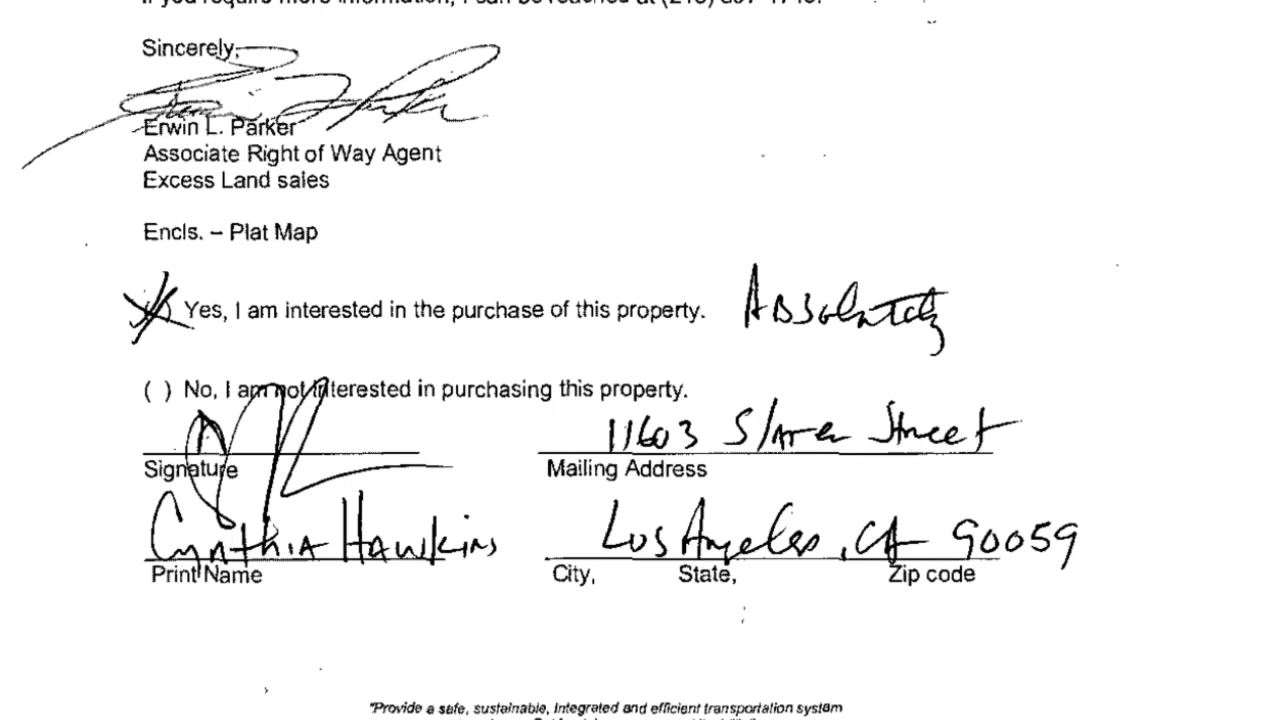 Sincerely,
Erwin L. Parker
Associate Right of Way Agent
Excess Land sales
Encls. – Plat Map
Yes, I am interested in the purchase of this property. Absolutely
( ) No, I am not interested in purchasing this property.
11603 Slater Street
Signature Mailing Address
Cynthia Hawkins Los Angeles, CA 90059
Print Name City, State, Zip code
"Provide a safe, sustainable, integrated and efficient transportation system